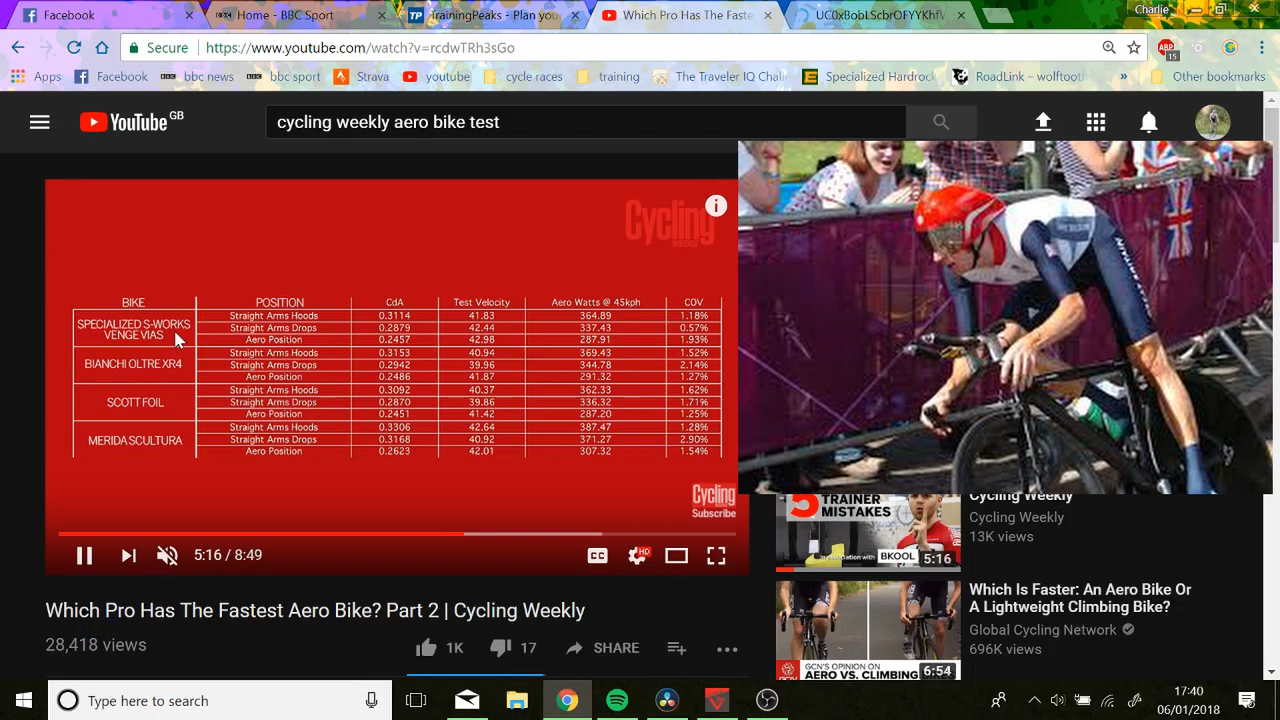 Facebook
Home - BBC Sport
TrainingPeaks - Plan you
Which Pro Has The Faste
UC0xBobLScbrOFYYKhfV
Charlie
Secure
https://www.youtube.com/watch?v=rcdwTRh3sGo
ABP
15
Apps
Facebook
bbc news
bbc sport
Strava
youtube
cycle races
training
The Traveler IQ Chal
Specialized Hardroc
RoadLink – wolftoot
»
Other bookmarks
YouTube GB
cycling weekly aero bike test
Cycling
WEEKLY
BIKE POSITION CdA Test Velocity Aero Watts @ 45kph COV
SPECIALIZED S-WORKS
VENGE VIAS
Straight Arms Hoods 0.3114 41.83 364.89 1.18%
Straight Arms Drops 0.2879 42.44 337.43 0.57%
Aero Position 0.2457 42.98 287.91 1.93%
BIANCHI OLTRE XR4
Straight Arms Hoods 0.3153 40.94 369.43 1.52%
Straight Arms Drops 0.2942 39.96 344.78 2.14%
Aero Position 0.2486 41.87 291.32 1.27%
SCOTT FOIL
Straight Arms Hoods 0.3092 40.37 362.33 1.62%
Straight Arms Drops 0.2870 39.86 336.32 1.71%
Aero Position 0.2451 41.42 287.20 1.25%
MERIDA SCULTURA
Straight Arms Hoods 0.3306 42.64 387.47 1.28%
Straight Arms Drops 0.3168 40.92 371.27 2.90%
Aero Position 0.2623 42.01 307.32 1.54%
Cycling
Subscribe
5:16 / 8:49
CC
HD
Which Pro Has The Fastest Aero Bike? Part 2 | Cycling Weekly
28,418 views
1K
17
SHARE
5 TRAINER
MISTAKES
in association with BKOOL
5:16
Cycling Weekly
Cycling Weekly
13K views
GCN
GCN'S OPINION ON
AERO VS. CLIMBING
6:54
Which Is Faster: An Aero Bike Or
A Lightweight Climbing Bike?
Global Cycling Network
696K views
Type here to search
17:40
06/01/2018